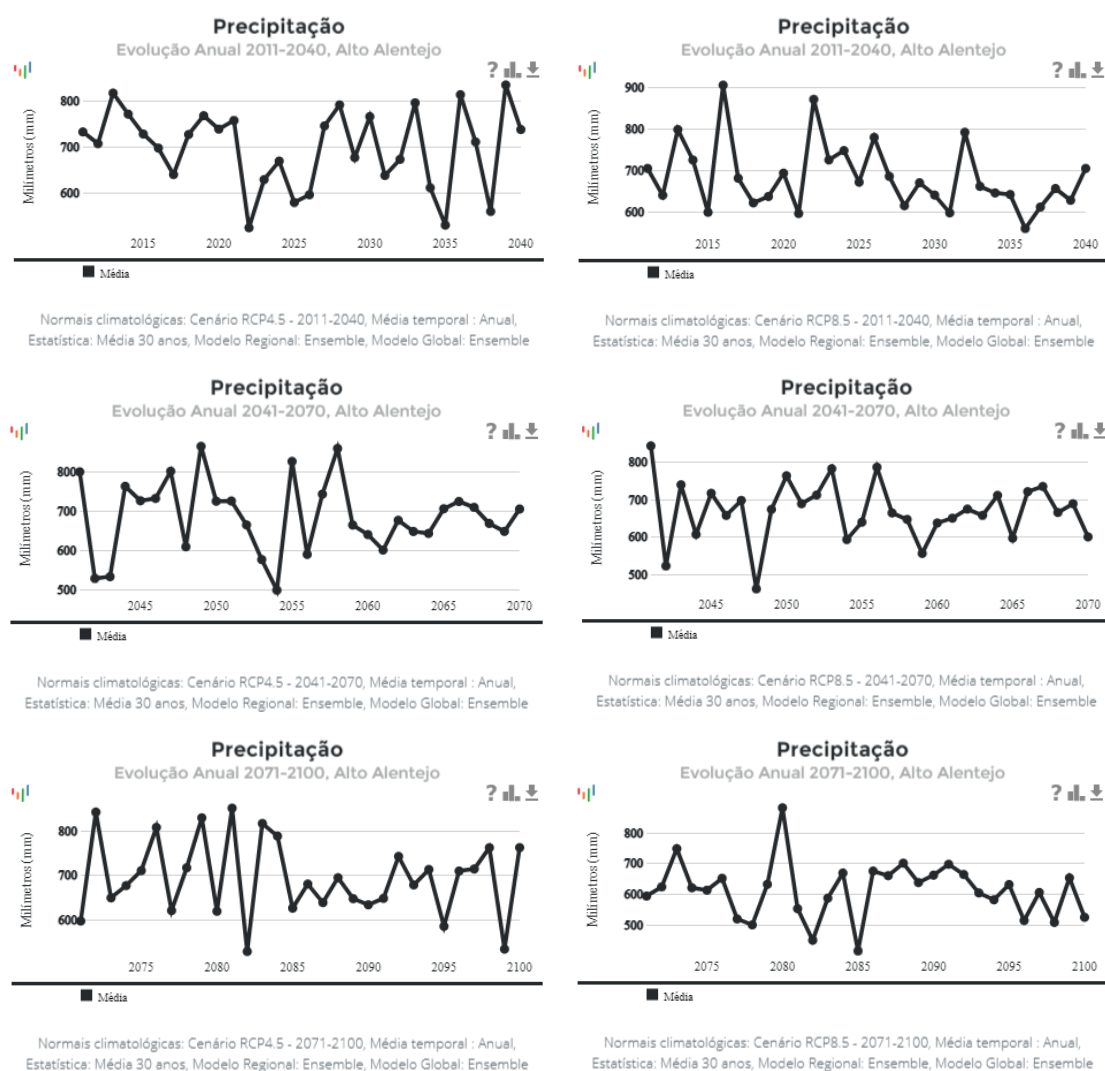 Precipitação
Evolução Anual 2011-2040, Alto Alentejo
?
Milímetros (mm)
800
700
600
2015 2020 2025 2030 2035 2040
Média
Normais climatológicas: Cenário RCP4.5 - 2011-2040, Média temporal : Anual,
Estatística: Média 30 anos, Modelo Regional: Ensemble, Modelo Global: Ensemble
Precipitação
Evolução Anual 2011-2040, Alto Alentejo
?
Milímetros (mm)
900
800
700
600
2015 2020 2025 2030 2035 2040
Média
Normais climatológicas: Cenário RCP8.5 - 2011-2040, Média temporal : Anual,
Estatística: Média 30 anos, Modelo Regional: Ensemble, Modelo Global: Ensemble
Precipitação
Evolução Anual 2041-2070, Alto Alentejo
?
Milímetros (mm)
800
700
600
500
2045 2050 2055 2060 2065 2070
Média
Normais climatológicas: Cenário RCP4.5 - 2041-2070, Média temporal : Anual,
Estatística: Média 30 anos, Modelo Regional: Ensemble, Modelo Global: Ensemble
Precipitação
Evolução Anual 2041-2070, Alto Alentejo
?
Milímetros (mm)
800
700
600
500
2045 2050 2055 2060 2065 2070
Média
Normais climatológicas: Cenário RCP8.5 - 2041-2070, Média temporal : Anual,
Estatística: Média 30 anos, Modelo Regional: Ensemble, Modelo Global: Ensemble
Precipitação
Evolução Anual 2071-2100, Alto Alentejo
?
Milímetros (mm)
800
700
600
2075 2080 2085 2090 2095 2100
Média
Normais climatológicas: Cenário RCP4.5 - 2071-2100, Média temporal : Anual,
Estatística: Média 30 anos, Modelo Regional: Ensemble, Modelo Global: Ensemble
Precipitação
Evolução Anual 2071-2100, Alto Alentejo
?
Milímetros (mm)
800
700
600
500
2075 2080 2085 2090 2095 2100
Média
Normais climatológicas: Cenário RCP8.5 - 2071-2100, Média temporal : Anual,
Estatística: Média 30 anos, Modelo Regional: Ensemble, Modelo Global: Ensemble